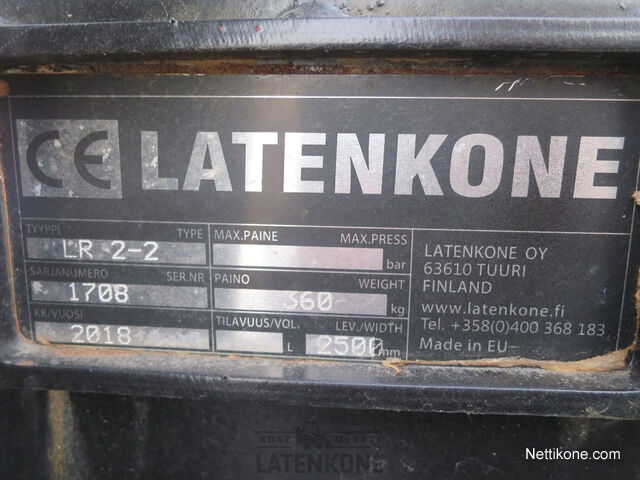 CE LATENKONE
TYYPPI TYPE
LR 2-2
MAX.PAINE MAX.PRESS
bar
SARJANUMERO SER.NR
1708
PAINO WEIGHT
360 kg
KK/VUOSI
2018
TILAVUUS/VOL. LEV./WIDTH
L 2500 mm
LATENKONE OY
63610 TUURI
FINLAND
www.latenkone.fi
Tel. +358(0)400 368 183
Made in EU
KONE MYYNTI
LATENKONE
Nettikone.com